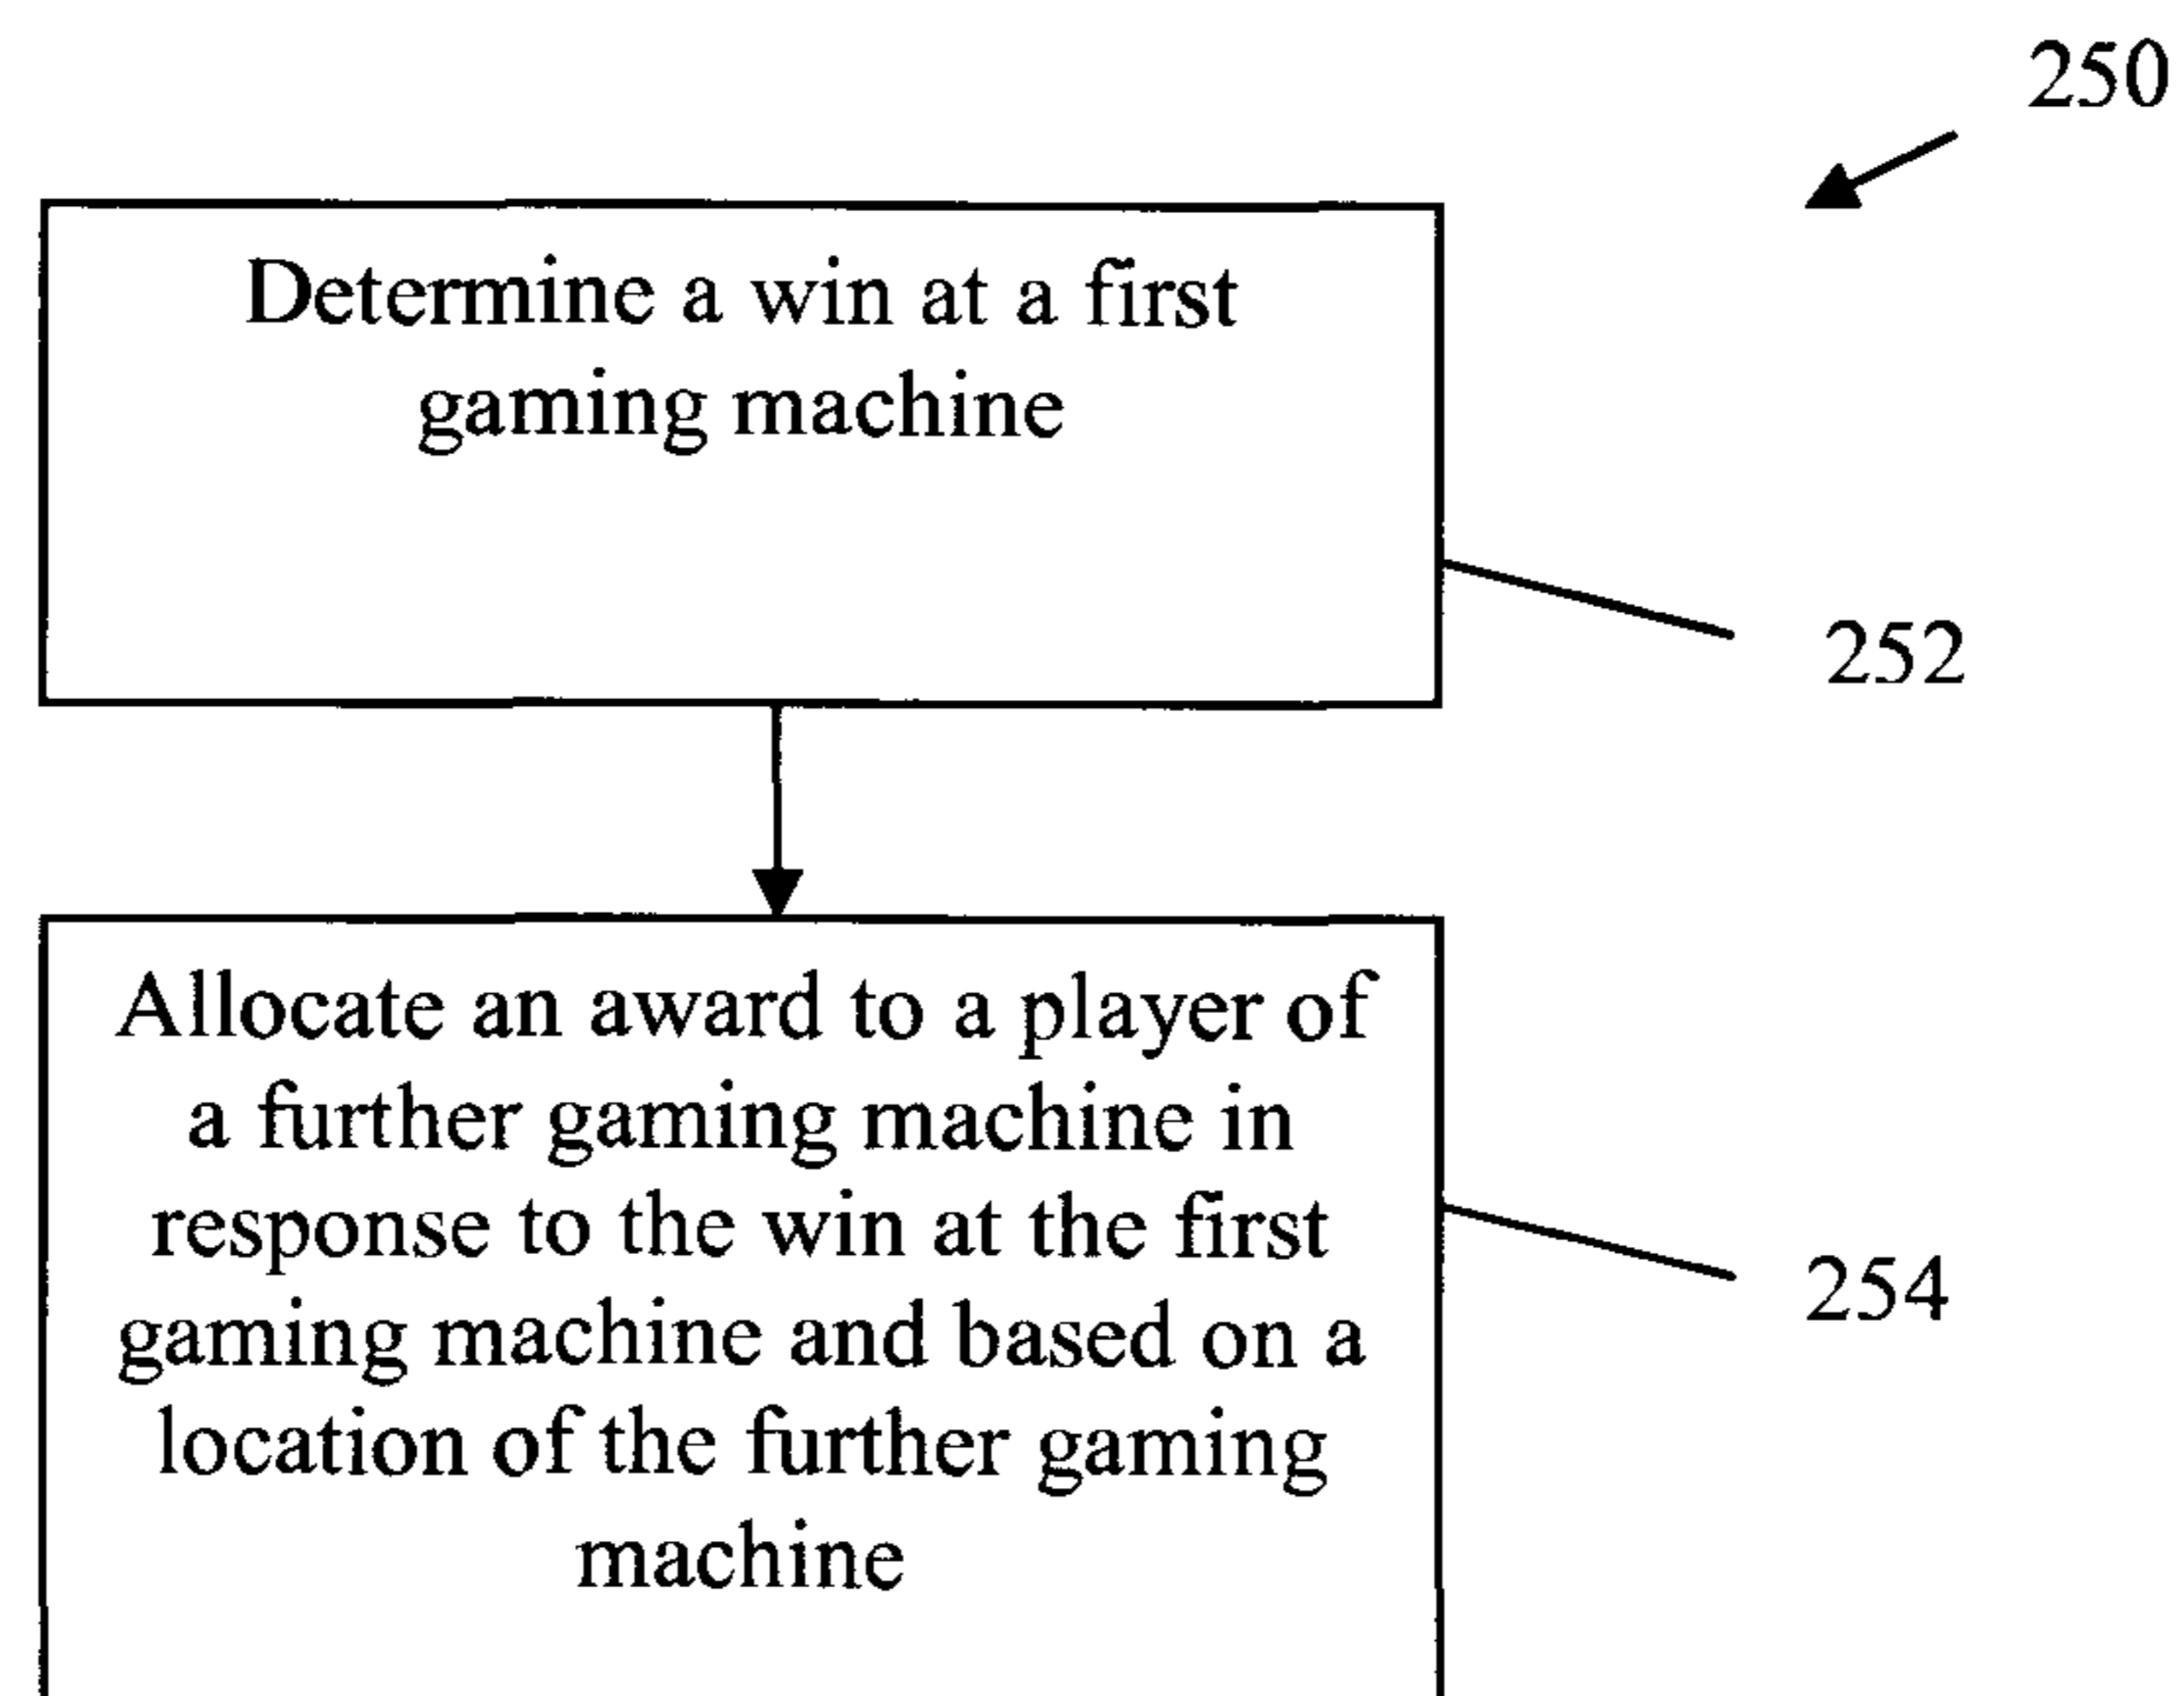 250
Determine a win at a first
gaming machine
252
Allocate an award to a player of
a further gaming machine in
response to the win at the first
gaming machine and based on a
location of the further gaming
machine
254